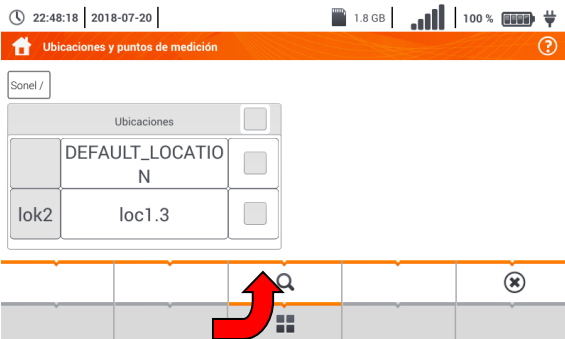 22:48:18 2018-07-20 1.8 GB 100 %
Ubicaciones y puntos de medición
Sonel /
Ubicaciones
DEFAULT_LOCATIO
N
lok2 loc1.3